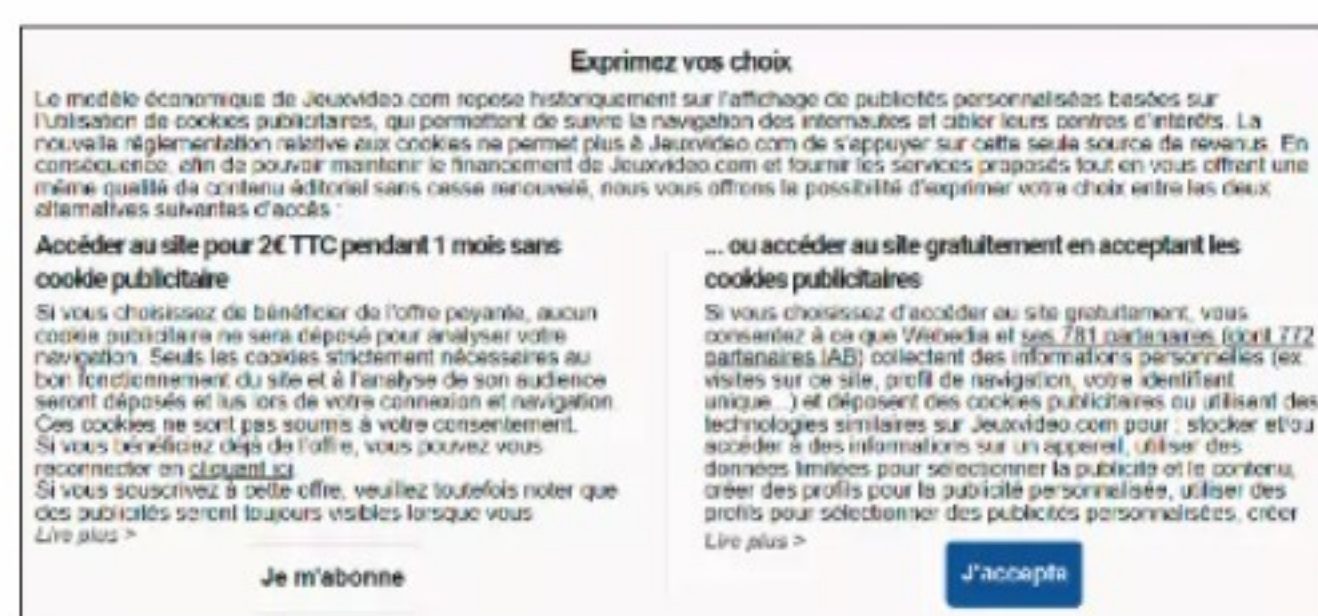 Exprimez vos choix
Le modèle économique de Jeuxvideo.com repose historiquement sur l'affichage de publicités personnalisées basées sur
l'utilisation de cookies publicitaires, qui permettent de suivre la navigation des internautes et cibler leurs centres d'intérêts. La
nouvelle réglementation relative aux cookies ne permet plus à Jeuxvideo.com de s'appuyer sur cette seule source de revenus. En
conséquence, afin de pouvoir maintenir le financement de Jeuxvideo.com et fournir les services proposés tout en vous offrant une
même qualité de contenu éditorial sans cesse renouvelé, nous vous offrons la possibilité d'exprimer votre choix entre les deux
alternatives suivantes d'accès :
Accéder au site pour 2€ TTC pendant 1 mois sans
cookie publicitaire
Si vous choisissez de bénéficier de l'offre payante, aucun
cookie publicitaire ne sera déposé pour analyser votre
navigation. Seuls les cookies strictement nécessaires au
bon fonctionnement du site et à l'analyse de son audience
seront déposés et lus lors de votre connexion et navigation.
Ces cookies ne sont pas soumis à votre consentement.
Si vous bénéficiez déjà de l'offre, vous pouvez vous
reconnecter en cliquant ici.
Si vous souscrivez à cette offre, veuillez toutefois noter que
des publicités seront toujours visibles lorsque vous
Lire plus >
Je m'abonne
... ou accéder au site gratuitement en acceptant les
cookies publicitaires
Si vous choisissez d'accéder au site gratuitement, vous
consentez à ce que Webedia et ses 781 partenaires (dont 772
partenaires IAB) collectent des informations personnelles (ex.
visites sur ce site, profil de navigation, votre identifiant
unique...) et déposent des cookies publicitaires ou utilisent des
technologies similaires sur Jeuxvideo.com pour : stocker et/ou
accéder à des informations sur un appareil, utiliser des
données limitées pour sélectionner la publicité et le contenu,
créer des profils pour la publicité personnalisée, utiliser des
profils pour sélectionner des publicités personnalisées, créer
Lire plus >
J'accepte